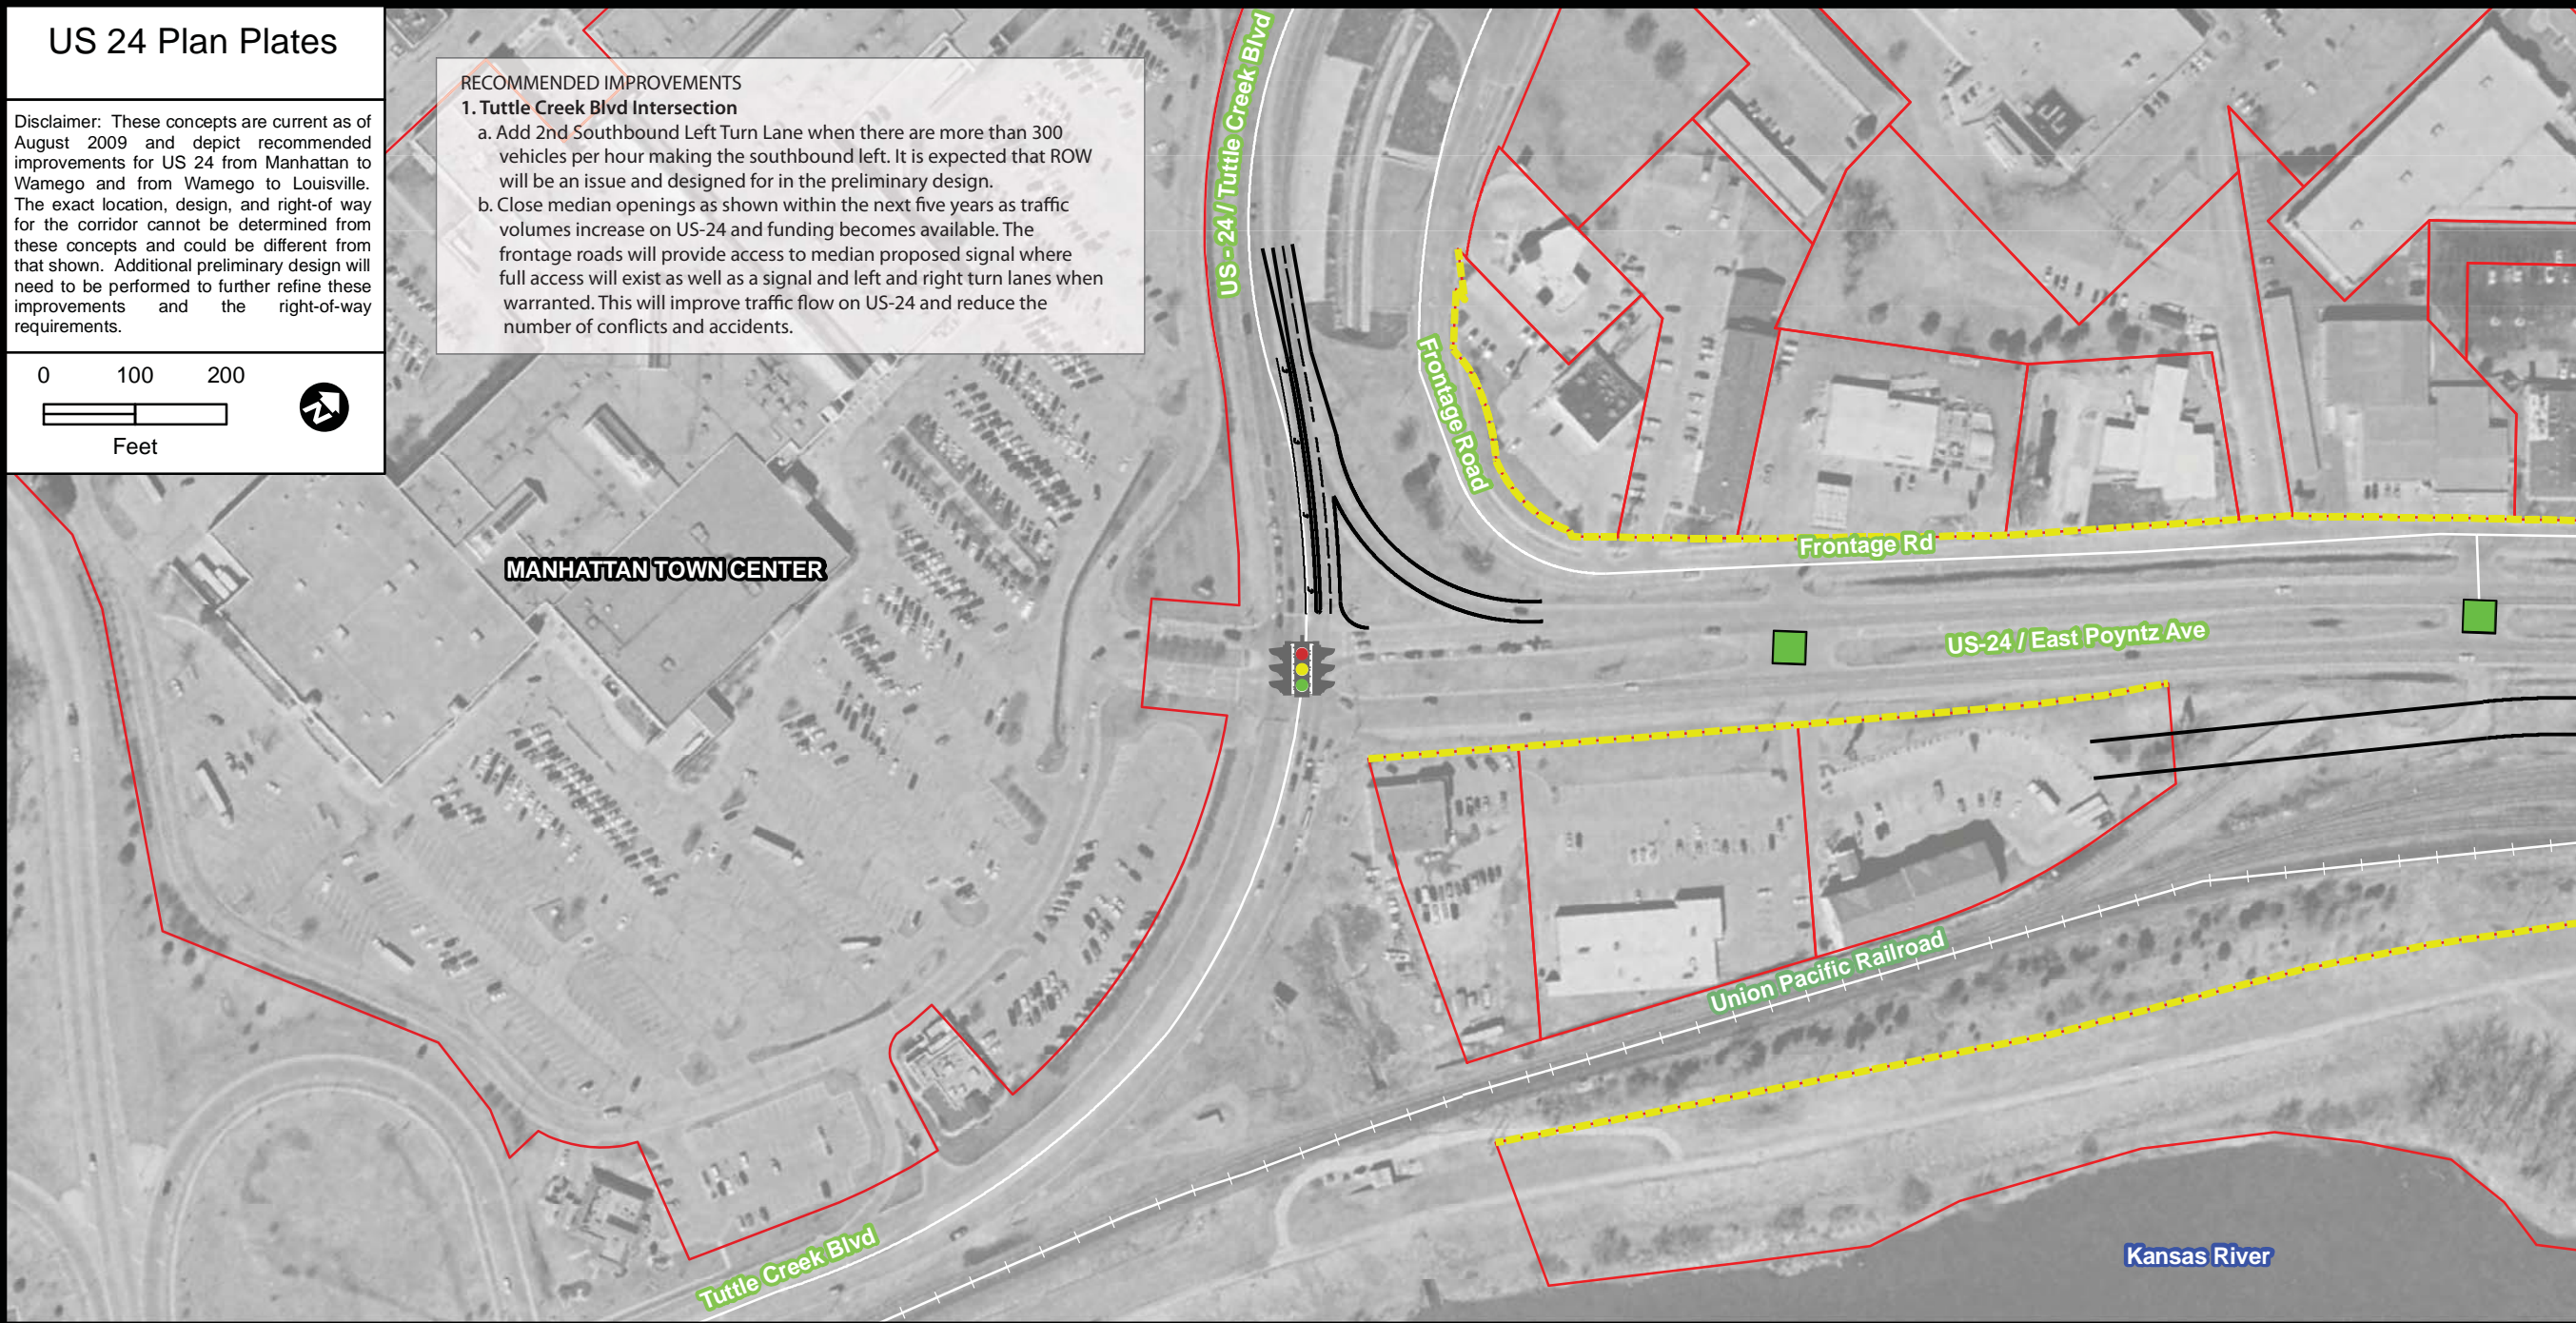 US 24 Plan Plates
Disclaimer: These concepts are current as of
August 2009 and depict recommended
improvements for US 24 from Manhattan to
Wamego and from Wamego to Louisville.
The exact location, design, and right-of way
for the corridor cannot be determined from
these concepts and could be different from
that shown. Additional preliminary design will
need to be performed to further refine these
improvements and the right-of-way
requirements.
0 100 200
Feet
N
RECOMMENDED IMPROVEMENTS
1. Tuttle Creek Blvd Intersection
a. Add 2nd Southbound Left Turn Lane when there are more than 300
vehicles per hour making the southbound left. It is expected that ROW
will be an issue and designed for in the preliminary design.
b. Close median openings as shown within the next five years as traffic
volumes increase on US-24 and funding becomes available. The
frontage roads will provide access to median proposed signal where
full access will exist as well as a signal and left and right turn lanes when
warranted. This will improve traffic flow on US-24 and reduce the
number of conflicts and accidents.
US - 24 / Tuttle Creek Blvd
Frontage Road
Frontage Rd
MANHATTAN TOWN CENTER
US-24 / East Poyntz Ave
Union Pacific Railroad
Tuttle Creek Blvd
Kansas River